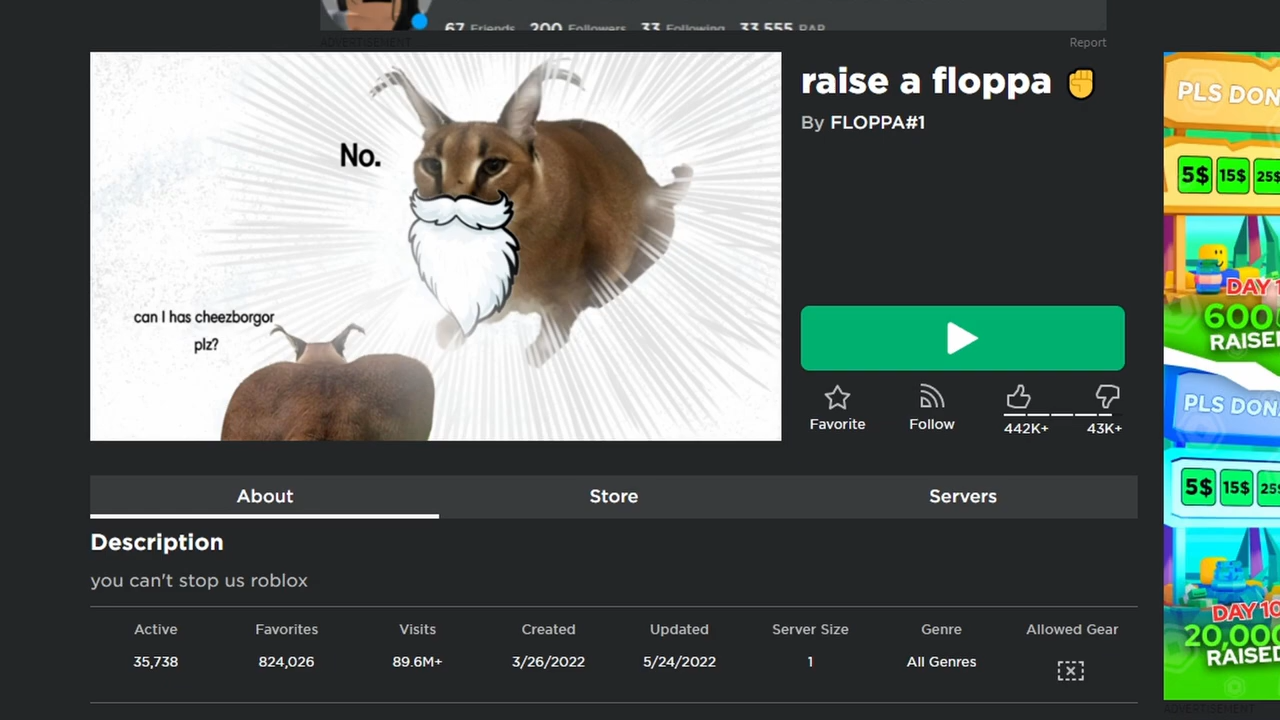 67 Friends 200 Followers 33 Following 33,555 RAP
ADVERTISEMENT
Report
No.
can I has cheezborgor
plz?
raise a floppa ✊
By FLOPPA#1
Favorite
Follow
442K+
43K+
About
Store
Servers
Description
you can't stop us roblox
Active
Favorites
Visits
Created
Updated
Server Size
Genre
Allowed Gear
35,738
824,026
89.6M+
3/26/2022
5/24/2022
1
All Genres
PLS DON
5$ 15$ 25$
DAY 1
600
RAISE
PLS DON
5$ 15$ 25
DAY 10
20,000
RAISED
ADVERTISEMENT